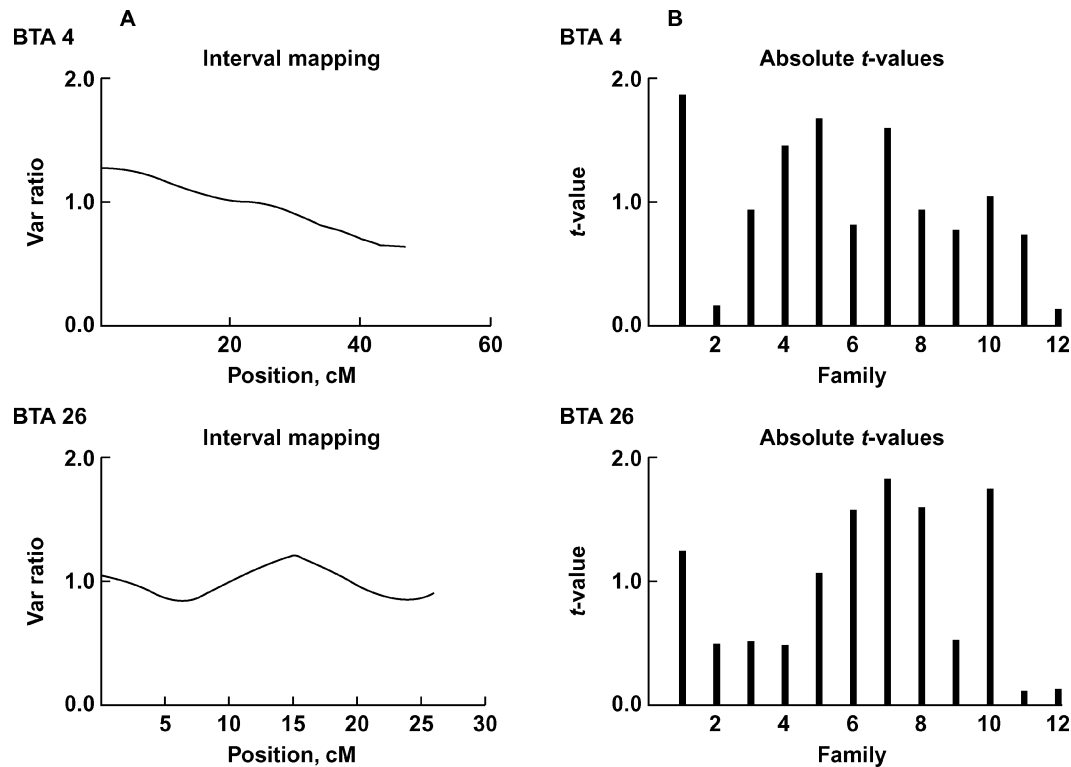 A
BTA 4
Interval mapping
2.0
1.0
0.0
Var ratio
20 40 60
Position, cM
B
BTA 4
Absolute t-values
2.0
1.0
0.0
t-value
2 4 6 8 10 12
Family
BTA 26
Interval mapping
2.0
1.0
0.0
Var ratio
5 10 15 20 25 30
Position, cM
BTA 26
Absolute t-values
2.0
1.0
0.0
t-value
2 4 6 8 10 12
Family